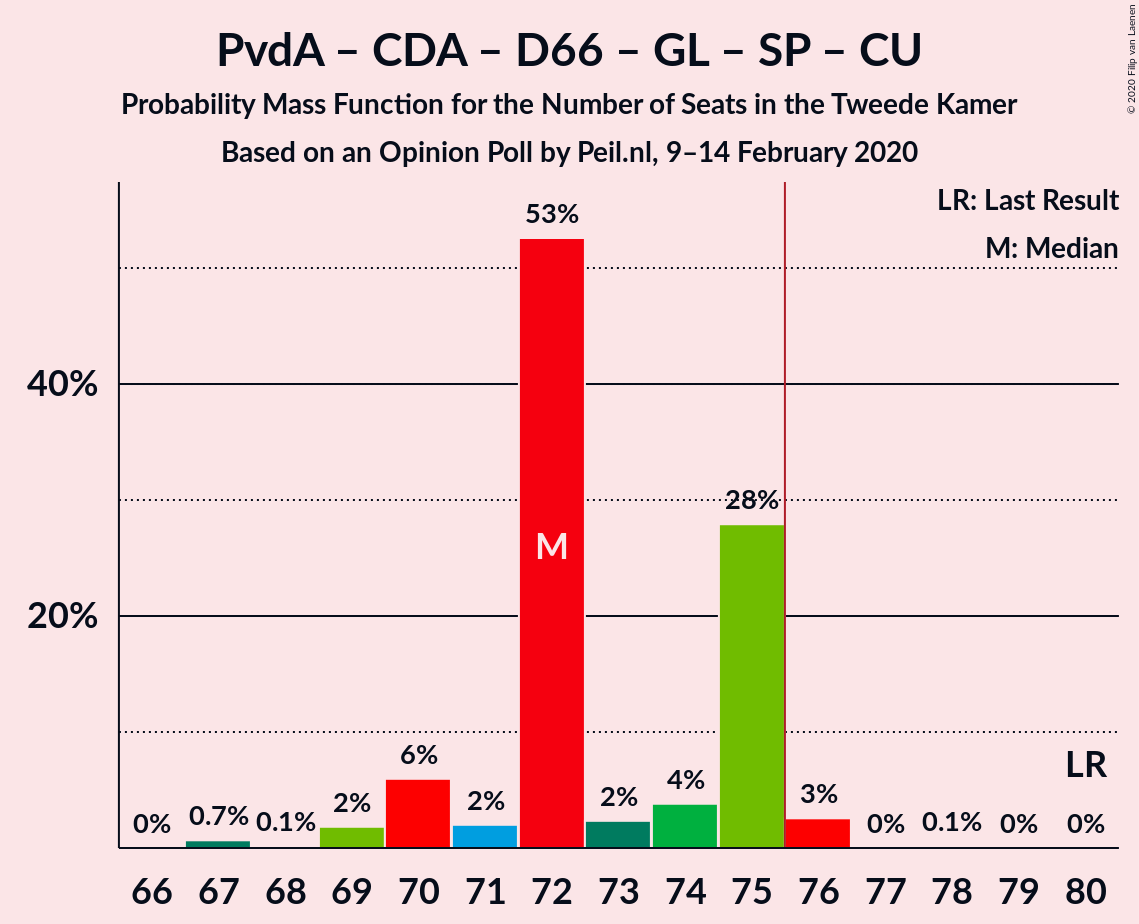 PvdA – CDA – D66 – GL – SP – CU
Probability Mass Function for the Number of Seats in the Tweede Kamer
Based on an Opinion Poll by Peil.nl, 9–14 February 2020
© 2020 Filip van Laenen
LR: Last Result
M: Median
53%
40%
28%
M
20%
LR
0% 0.7% 0.1% 2% 6% 2% 2% 4% 3% 0% 0.1% 0% 0%
66 67 68 69 70 71 72 73 74 75 76 77 78 79 80